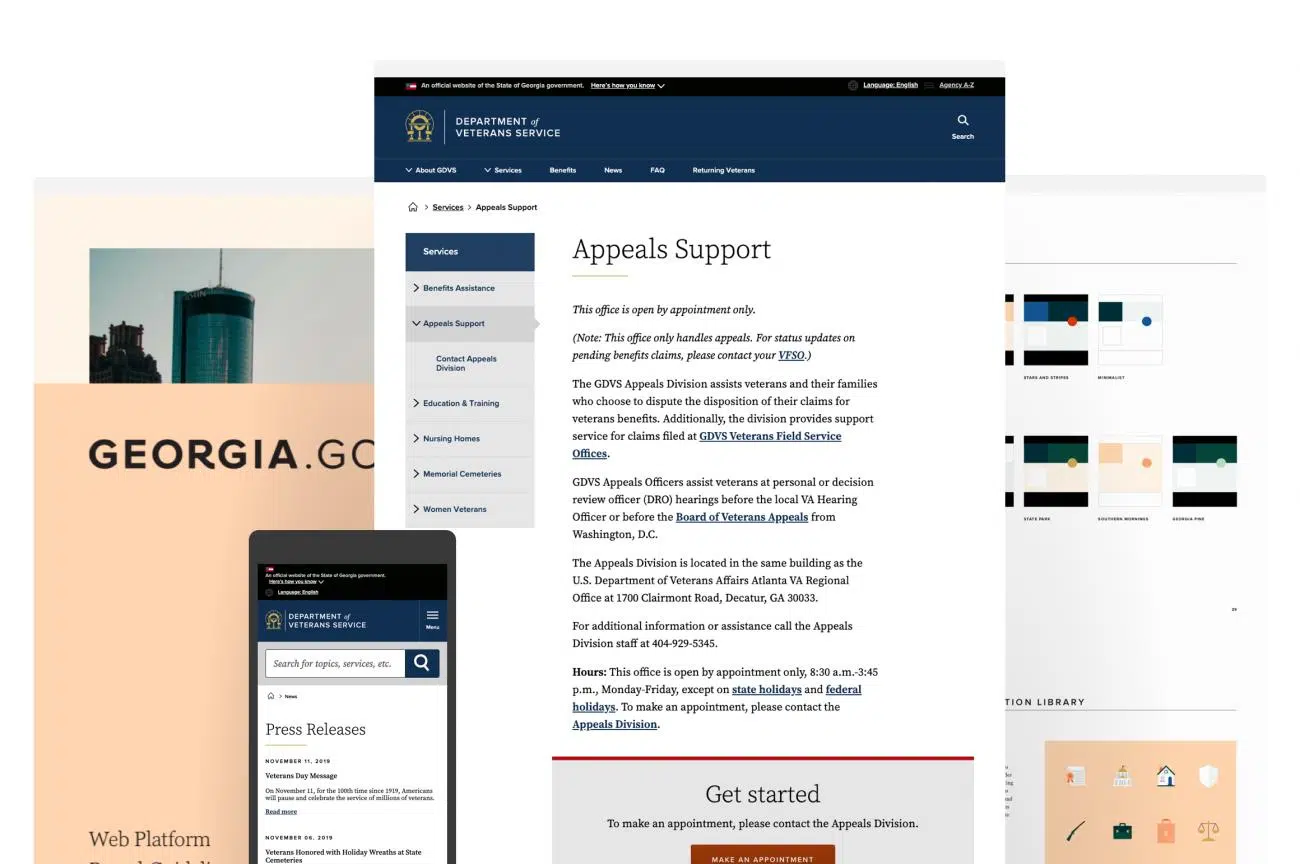 An official website of the State of Georgia government. Here's how you know
Language: English
Agency A-Z
DEPARTMENT of
VETERANS SERVICE
Search
About GDVS
Services
Benefits
News
FAQ
Returning Veterans
Services > Appeals Support
Services
Benefits Assistance
Appeals Support
Contact Appeals
Division
Education & Training
Nursing Homes
Memorial Cemeteries
Women Veterans
Appeals Support
This office is open by appointment only.
(Note: This office only handles appeals. For status updates on
pending benefits claims, please contact your VFSO.)
The GDVS Appeals Division assists veterans and their families
who choose to dispute the disposition of their claims for
veterans benefits. Additionally, the division provides support
service for claims filed at GDVS Veterans Field Service
Offices.
GDVS Appeals Officers assist veterans at personal or decision
review officer (DRO) hearings before the local VA Hearing
Officer or before the Board of Veterans Appeals from
Washington, D.C.
The Appeals Division is located in the same building as the
U.S. Department of Veterans Affairs Atlanta VA Regional
Office at 1700 Clairmont Road, Decatur, GA 30033.
For additional information or assistance call the Appeals
Division staff at 404-929-5345.
Hours: This office is open by appointment only, 8:30 a.m.-3:45
p.m., Monday-Friday, except on state holidays and federal
holidays. To make an appointment, please contact the
Appeals Division.
Get started
To make an appointment, please contact the Appeals Division.
MAKE AN APPOINTMENT
GEORGIA.GO
Web Platform
An official website of the State of Georgia government.
Here's how you know
Language: English
DEPARTMENT of
VETERANS SERVICE
Menu
Search for topics, services, etc.
> News
Press Releases
NOVEMBER 11, 2019
Veterans Day Message
On November 11, for the 100th time since 1919, Americans
will pause and celebrate the service of millions of veterans.
Read more
NOVEMBER 06, 2019
Veterans Honored with Holiday Wreaths at State
Cemeteries
STARS AND STRIPES
MINIMALIST
STATE PARK
SOUTHERN MORNINGS
GEORGIA PINE
TION LIBRARY